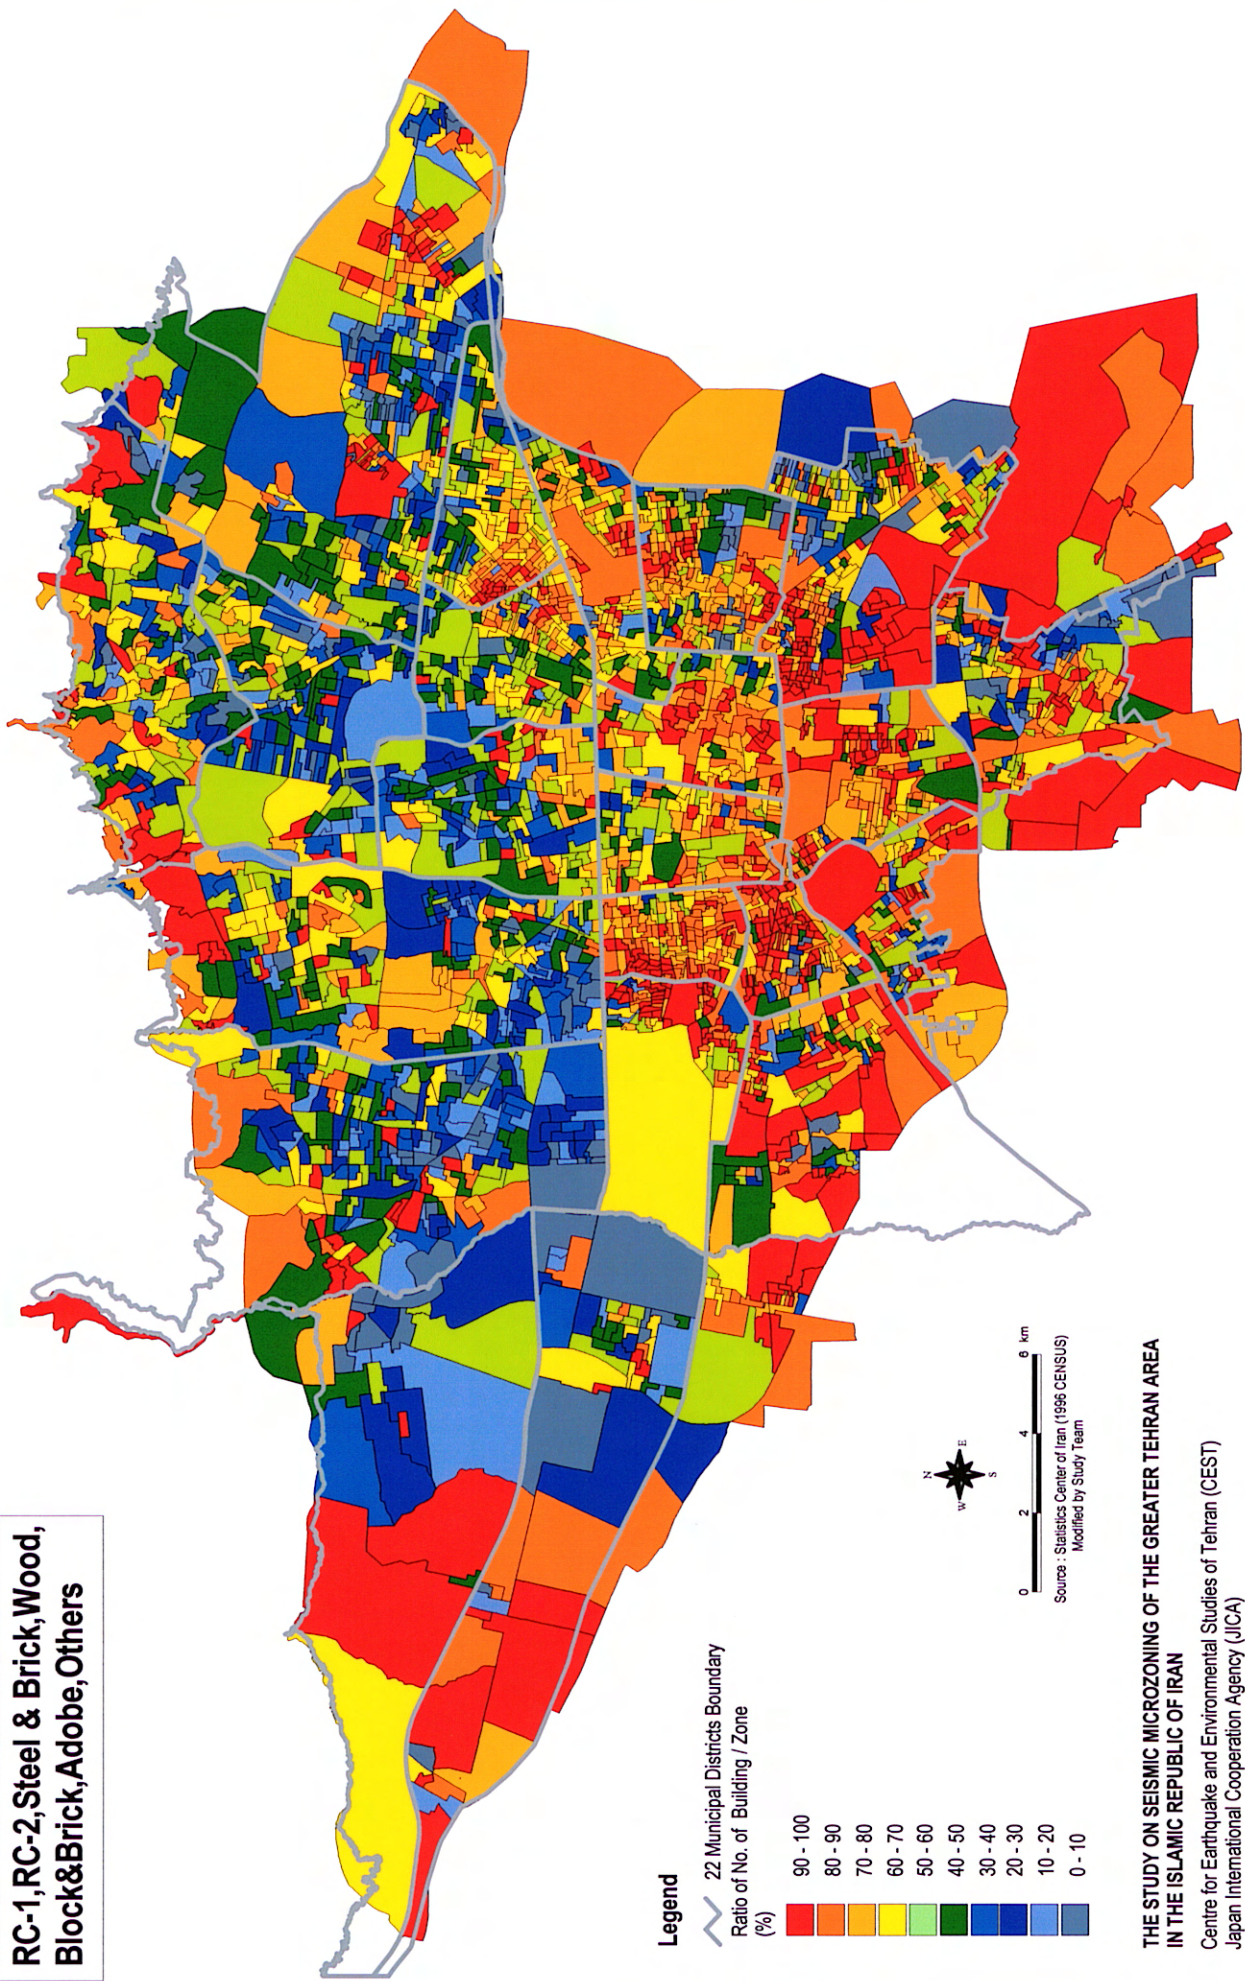 RC-1,RC-2,Steel & Brick,Wood,
Block&Brick,Adobe,Others
Legend
22 Municipal Districts Boundary
Ratio of No. of Building / Zone
(%)
90 - 100
80 - 90
70 - 80
60 - 70
50 - 60
40 - 50
30 - 40
20 - 30
10 - 20
0 - 10
N
W
E
S
0 2 4 6 km
Source : Statistics Center of Iran (1996 CENSUS)
Modified by Study Team
THE STUDY ON SEISMIC MICROZONING OF THE GREATER TEHRAN AREA
IN THE ISLAMIC REPUBLIC OF IRAN
Centre for Earthquake and Environmental Studies of Tehran (CEST)
Japan International Cooperation Agency (JICA)